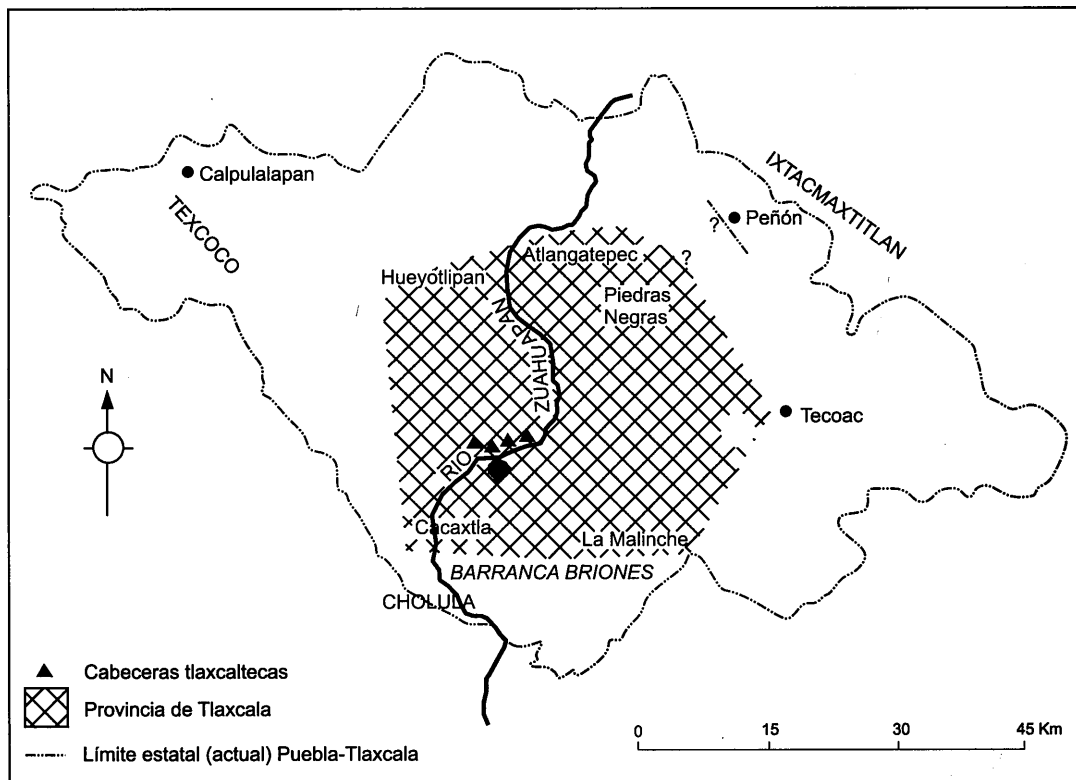 Calpulalapan
TEXCOCO
IXTACMAXTITLAN
?
Peñón
Hueyotlipan
Atlangatepec
?
Piedras
Negras
N
RIO ZUAHUAPAN
Tecoac
Cacaxtla
La Malinche
BARRANCA BRIONES
CHOLULA
Cabeceras tlaxcaltecas
Provincia de Tlaxcala
Límite estatal (actual) Puebla-Tlaxcala
0 15 30 45 Km